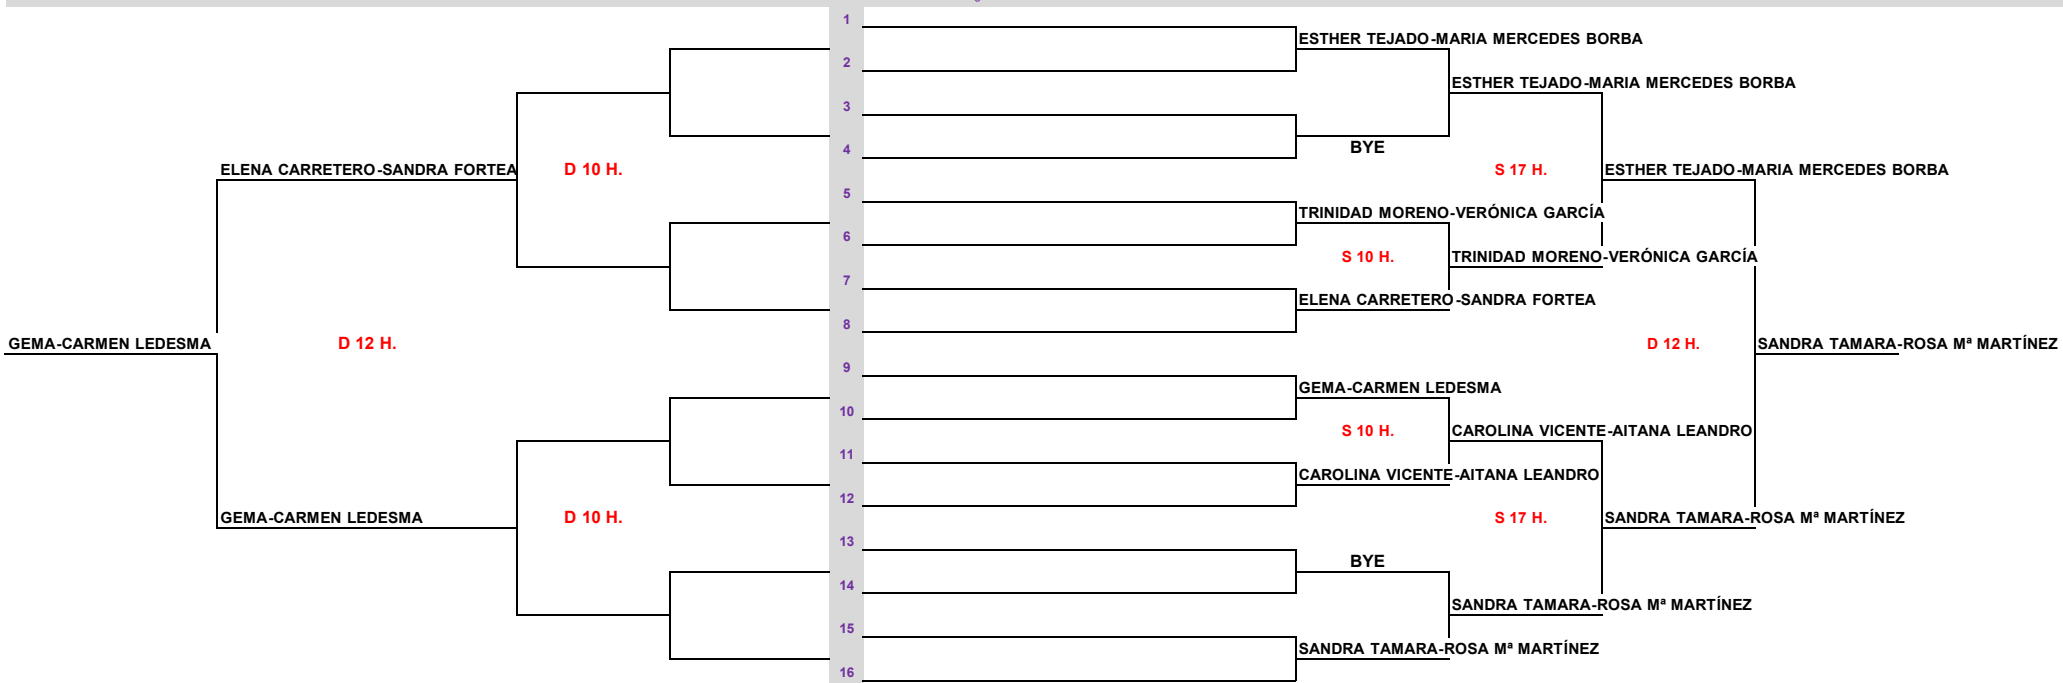 1
ESTHER TEJADO-MARIA MERCEDES BORBA
2
ESTHER TEJADO-MARIA MERCEDES BORBA
3
4
BYE
ELENA CARRETERO-SANDRA FORTEA
D 10 H.
S 17 H.
ESTHER TEJADO-MARIA MERCEDES BORBA
5
TRINIDAD MORENO-VERÓNICA GARCÍA
6
S 10 H.
TRINIDAD MORENO-VERÓNICA GARCÍA
7
ELENA CARRETERO-SANDRA FORTEA
8
GEMA-CARMEN LEDESMA
D 12 H.
D 12 H.
SANDRA TAMARA-ROSA Mª MARTÍNEZ
9
GEMA-CARMEN LEDESMA
10
S 10 H.
CAROLINA VICENTE-AITANA LEANDRO
11
CAROLINA VICENTE-AITANA LEANDRO
12
GEMA-CARMEN LEDESMA
D 10 H.
S 17 H.
SANDRA TAMARA-ROSA Mª MARTÍNEZ
13
BYE
14
SANDRA TAMARA-ROSA Mª MARTÍNEZ
15
SANDRA TAMARA-ROSA Mª MARTÍNEZ
16